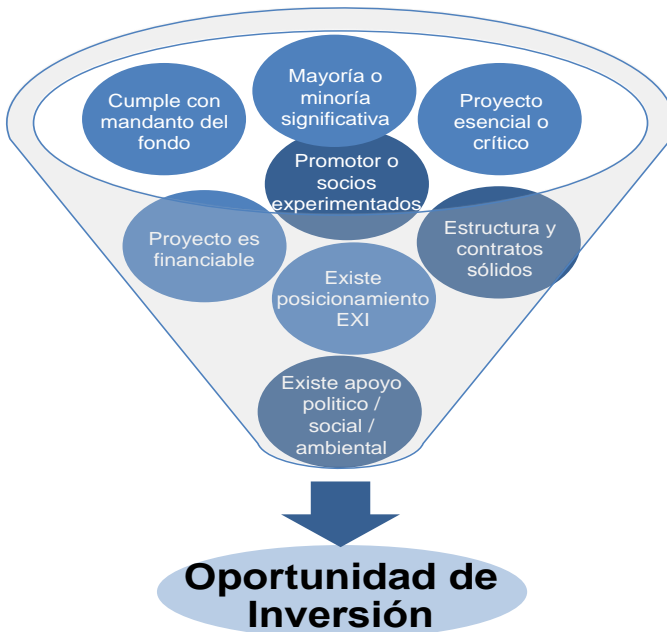 Cumple con
mandanto del
fondo
Mayoría o
minoría
significativa
Proyecto
esencial o
crítico
Promotor o
socios
experimentados
Proyecto es
financiable
Existe
posicionamiento
EXI
Estructura y
contratos
sólidos
Existe apoyo
politico /
social /
ambiental
Oportunidad de
Inversión